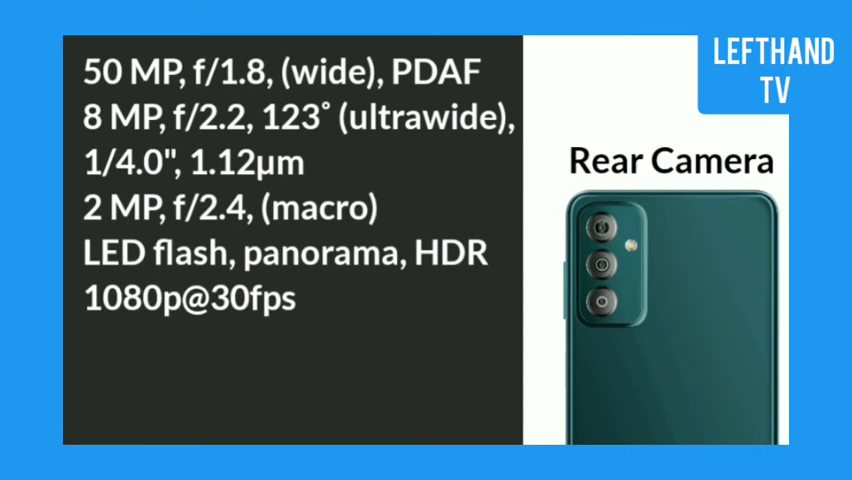 50 MP, f/1.8, (wide), PDAF
8 MP, f/2.2, 123˚ (ultrawide),
1/4.0", 1.12µm
2 MP, f/2.4, (macro)
LED flash, panorama, HDR
1080p@30fps
LEFTHAND
TV
Rear Camera